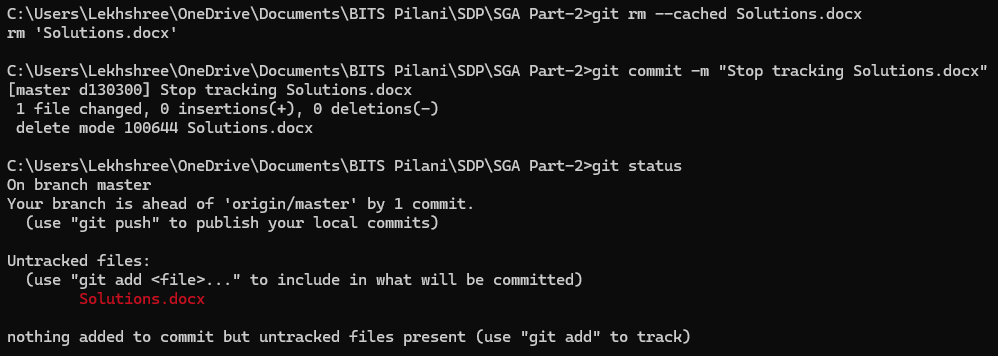 C:\Users\Lekhshree\OneDrive\Documents\BITS Pilani\SDP\SGA Part-2>git rm --cached Solutions.docx
rm 'Solutions.docx'
C:\Users\Lekhshree\OneDrive\Documents\BITS Pilani\SDP\SGA Part-2>git commit -m "Stop tracking Solutions.docx"
[master d130300] Stop tracking Solutions.docx
 1 file changed, 0 insertions(+), 0 deletions(-)
 delete mode 100644 Solutions.docx
C:\Users\Lekhshree\OneDrive\Documents\BITS Pilani\SDP\SGA Part-2>git status
On branch master
Your branch is ahead of 'origin/master' by 1 commit.
  (use "git push" to publish your local commits)
Untracked files:
  (use "git add <file>..." to include in what will be committed)
        Solutions.docx
nothing added to commit but untracked files present (use "git add" to track)